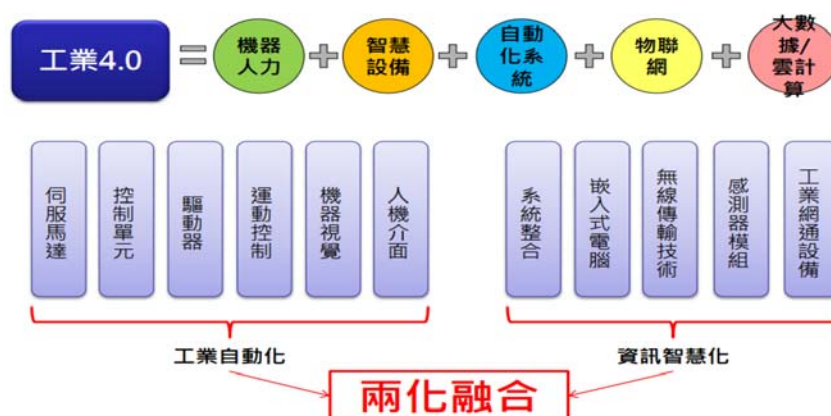 工業4.0
=
機器
人力
+
智慧
設備
+
自動
化系
統
+
物聯
網
+
大數
據/
雲計
算
伺服馬達
控制單元
驅動器
運動控制
機器視覺
人機介面
系統整合
嵌入式電腦
無線傳輸技術
感測器模組
工業網通設備
工業自動化
資訊智慧化
兩化融合